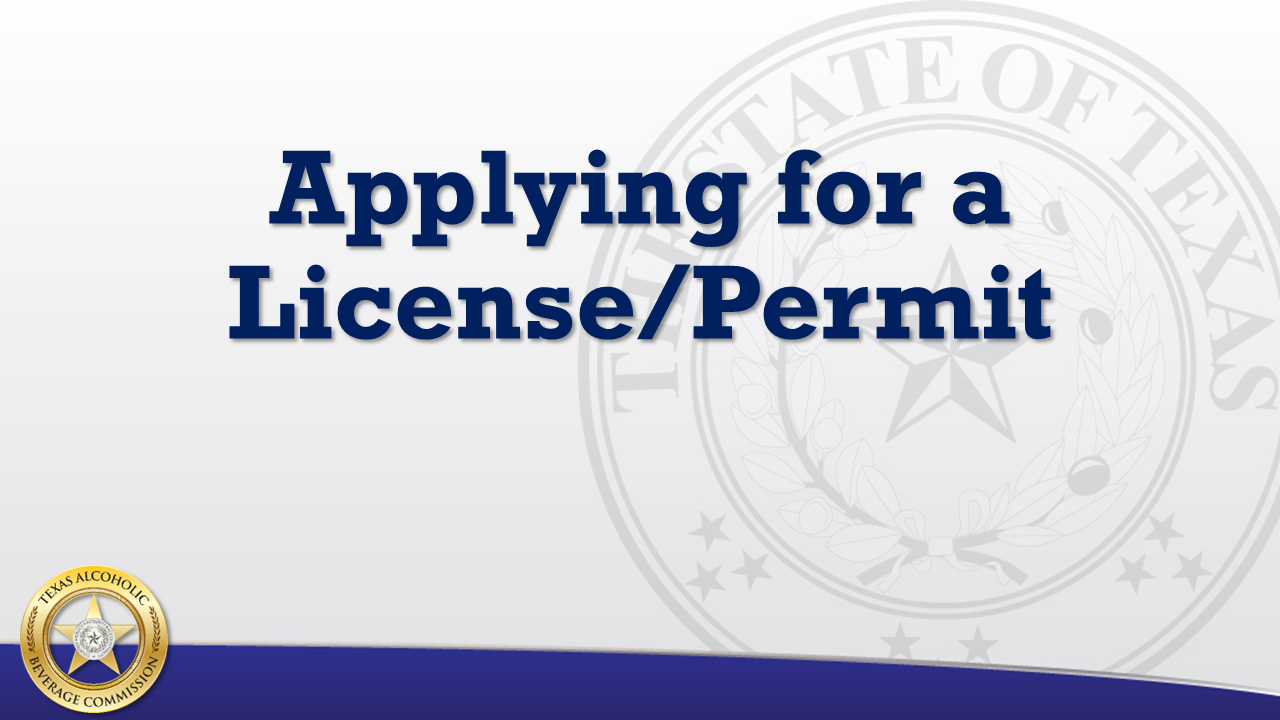 THE STATE OF TEXAS
Applying for a
License/Permit
TEXAS ALCOHOLIC
BEVERAGE COMMISSION